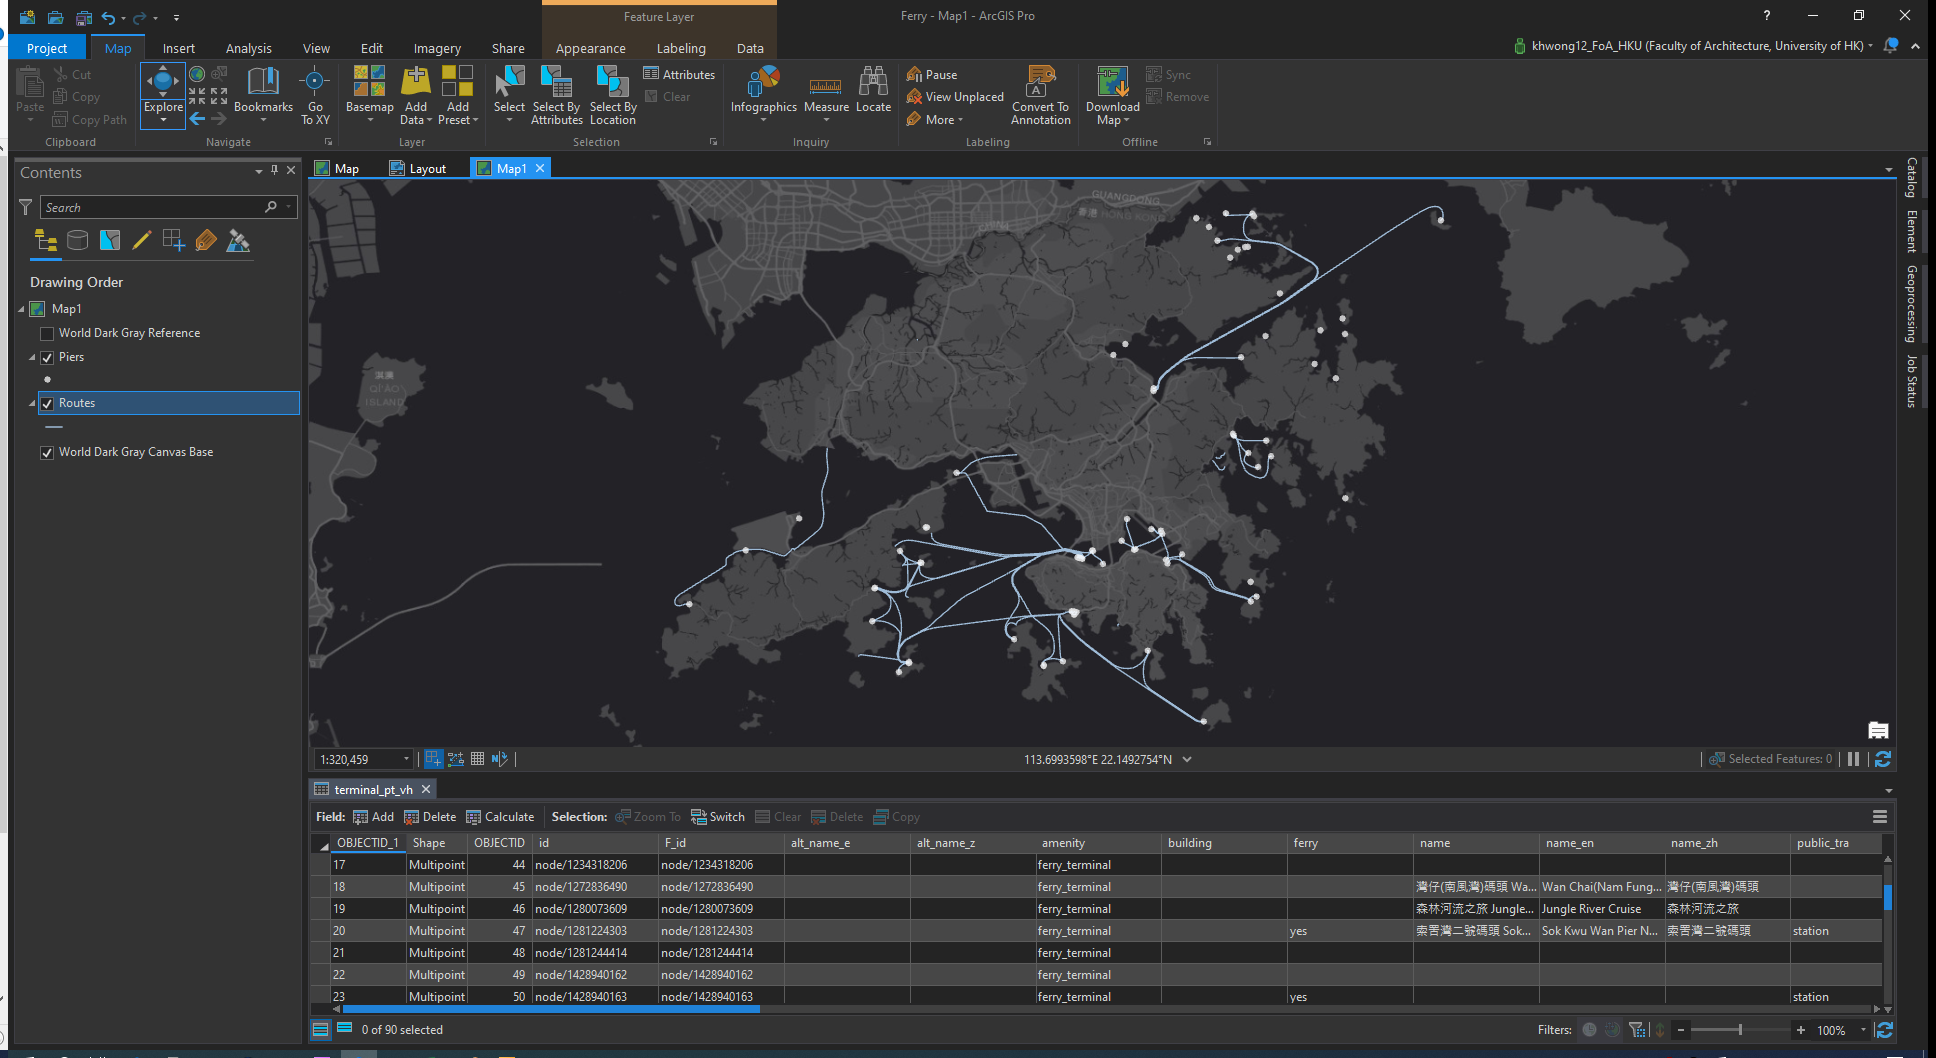 Feature Layer
Ferry - Map1 - ArcGIS Pro
?
Project Map Insert Analysis View Edit Imagery Share Appearance Labeling Data
khwong12_FoA_HKU (Faculty of Architecture, University of HK)
Paste
Cut
Copy
Copy Path
Clipboard
Explore
Bookmarks
Go To XY
Navigate
Basemap
Add Data
Add Preset
Layer
Select
Select By Attributes
Select By Location
Attributes
Clear
Selection
Infographics
Measure
Locate
Inquiry
Pause
View Unplaced
More
Convert To Annotation
Labeling
Download Map
Sync
Remove
Offline
Contents
Search
Drawing Order
Map1
World Dark Gray Reference
Piers
Routes
World Dark Gray Canvas Base
Map Layout Map1
GUANGDONG
香港 HONG KONG
CHINA
淇澳
QI'AO
ISLAND
Catalog
Element
Geoprocessing
Job Status
1:320,459
113.6993598°E 22.1492754°N
Selected Features: 0
terminal_pt_vh
Field: Add Delete Calculate Selection: Zoom To Switch Clear Delete Copy
OBJECTID_1 Shape OBJECTID id F_id alt_name_e alt_name_z amenity building ferry name name_en name_zh public_tra
17 Multipoint 44 node/1234318206 node/1234318206 ferry_terminal
18 Multipoint 45 node/1272836490 node/1272836490 ferry_terminal 灣仔(南風灣)碼頭 Wa... Wan Chai(Nam Fung... 灣仔(南風灣)碼頭
19 Multipoint 46 node/1280073609 node/1280073609 ferry_terminal 森林河流之旅 Jungle... Jungle River Cruise 森林河流之旅
20 Multipoint 47 node/1281224303 node/1281224303 ferry_terminal yes 索罟灣二號碼頭 Sok... Sok Kwu Wan Pier N... 索罟灣二號碼頭 station
21 Multipoint 48 node/1281244414 node/1281244414 ferry_terminal
22 Multipoint 49 node/1428940162 node/1428940162 ferry_terminal
23 Multipoint 50 node/1428940163 node/1428940163 ferry_terminal yes station
0 of 90 selected
Filters:
- + 100%